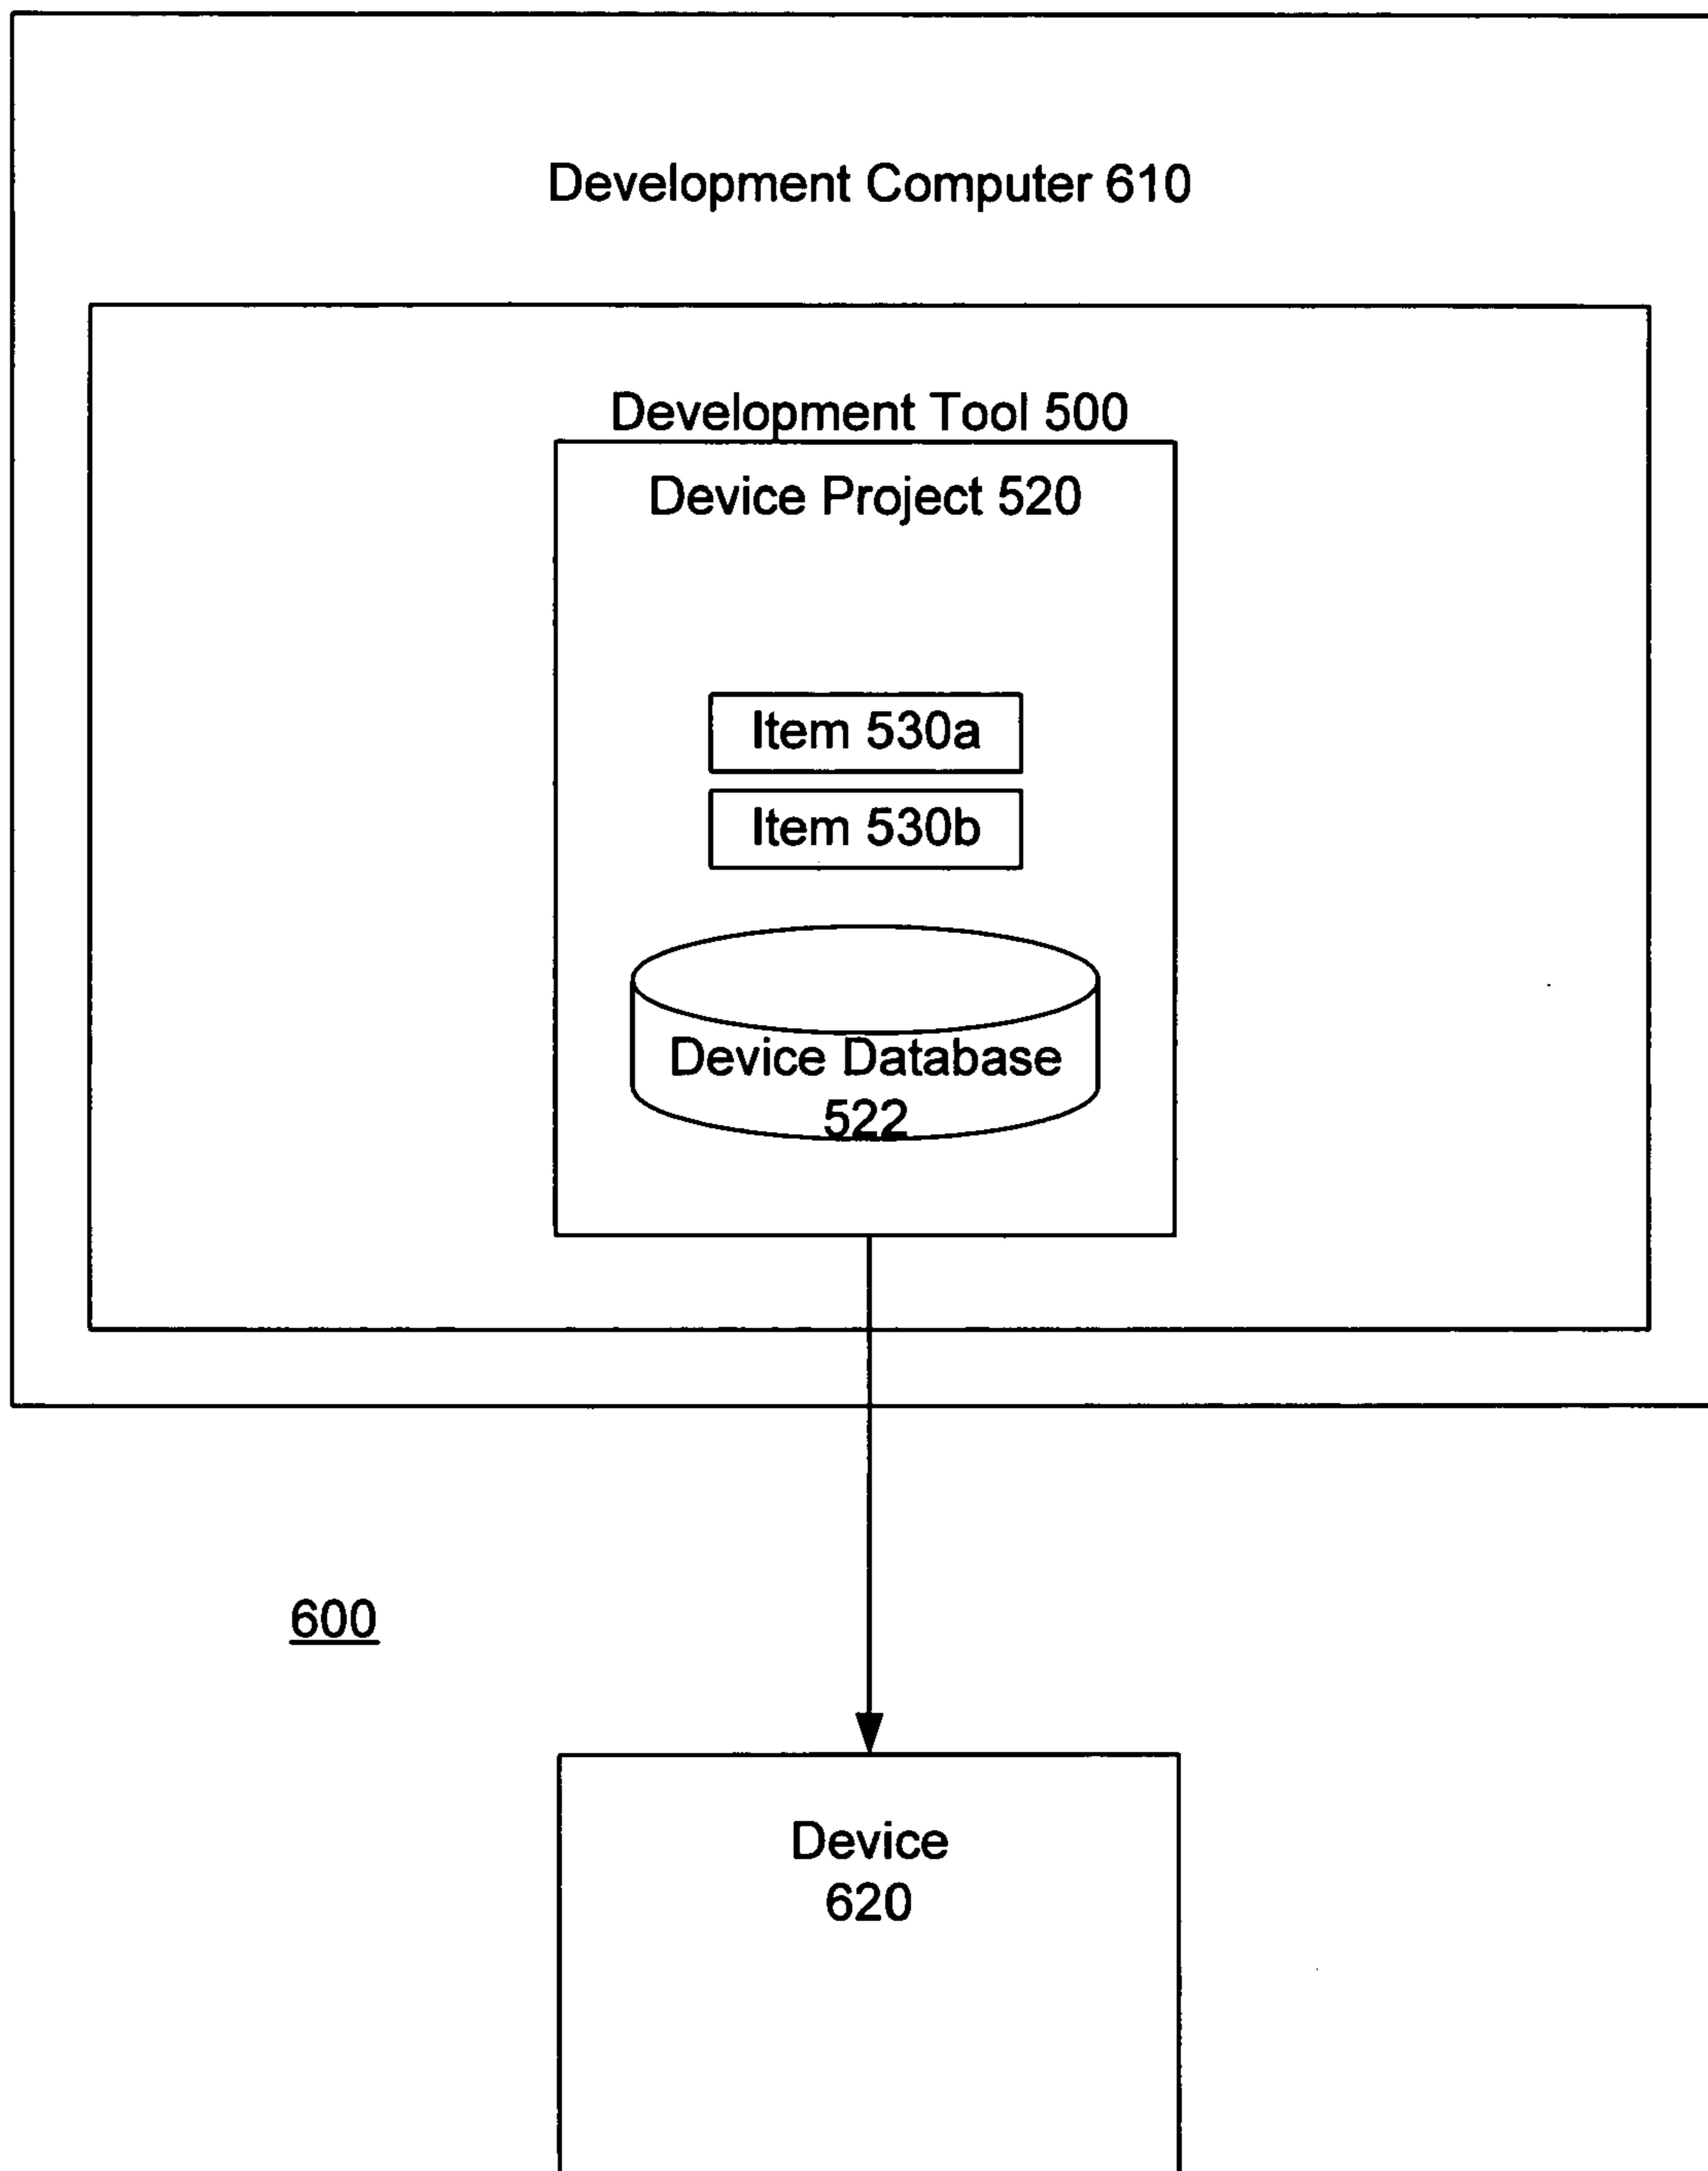 Development Computer 610
Development Tool 500
Device Project 520
Item 530a
Item 530b
Device Database
522
600
Device
620